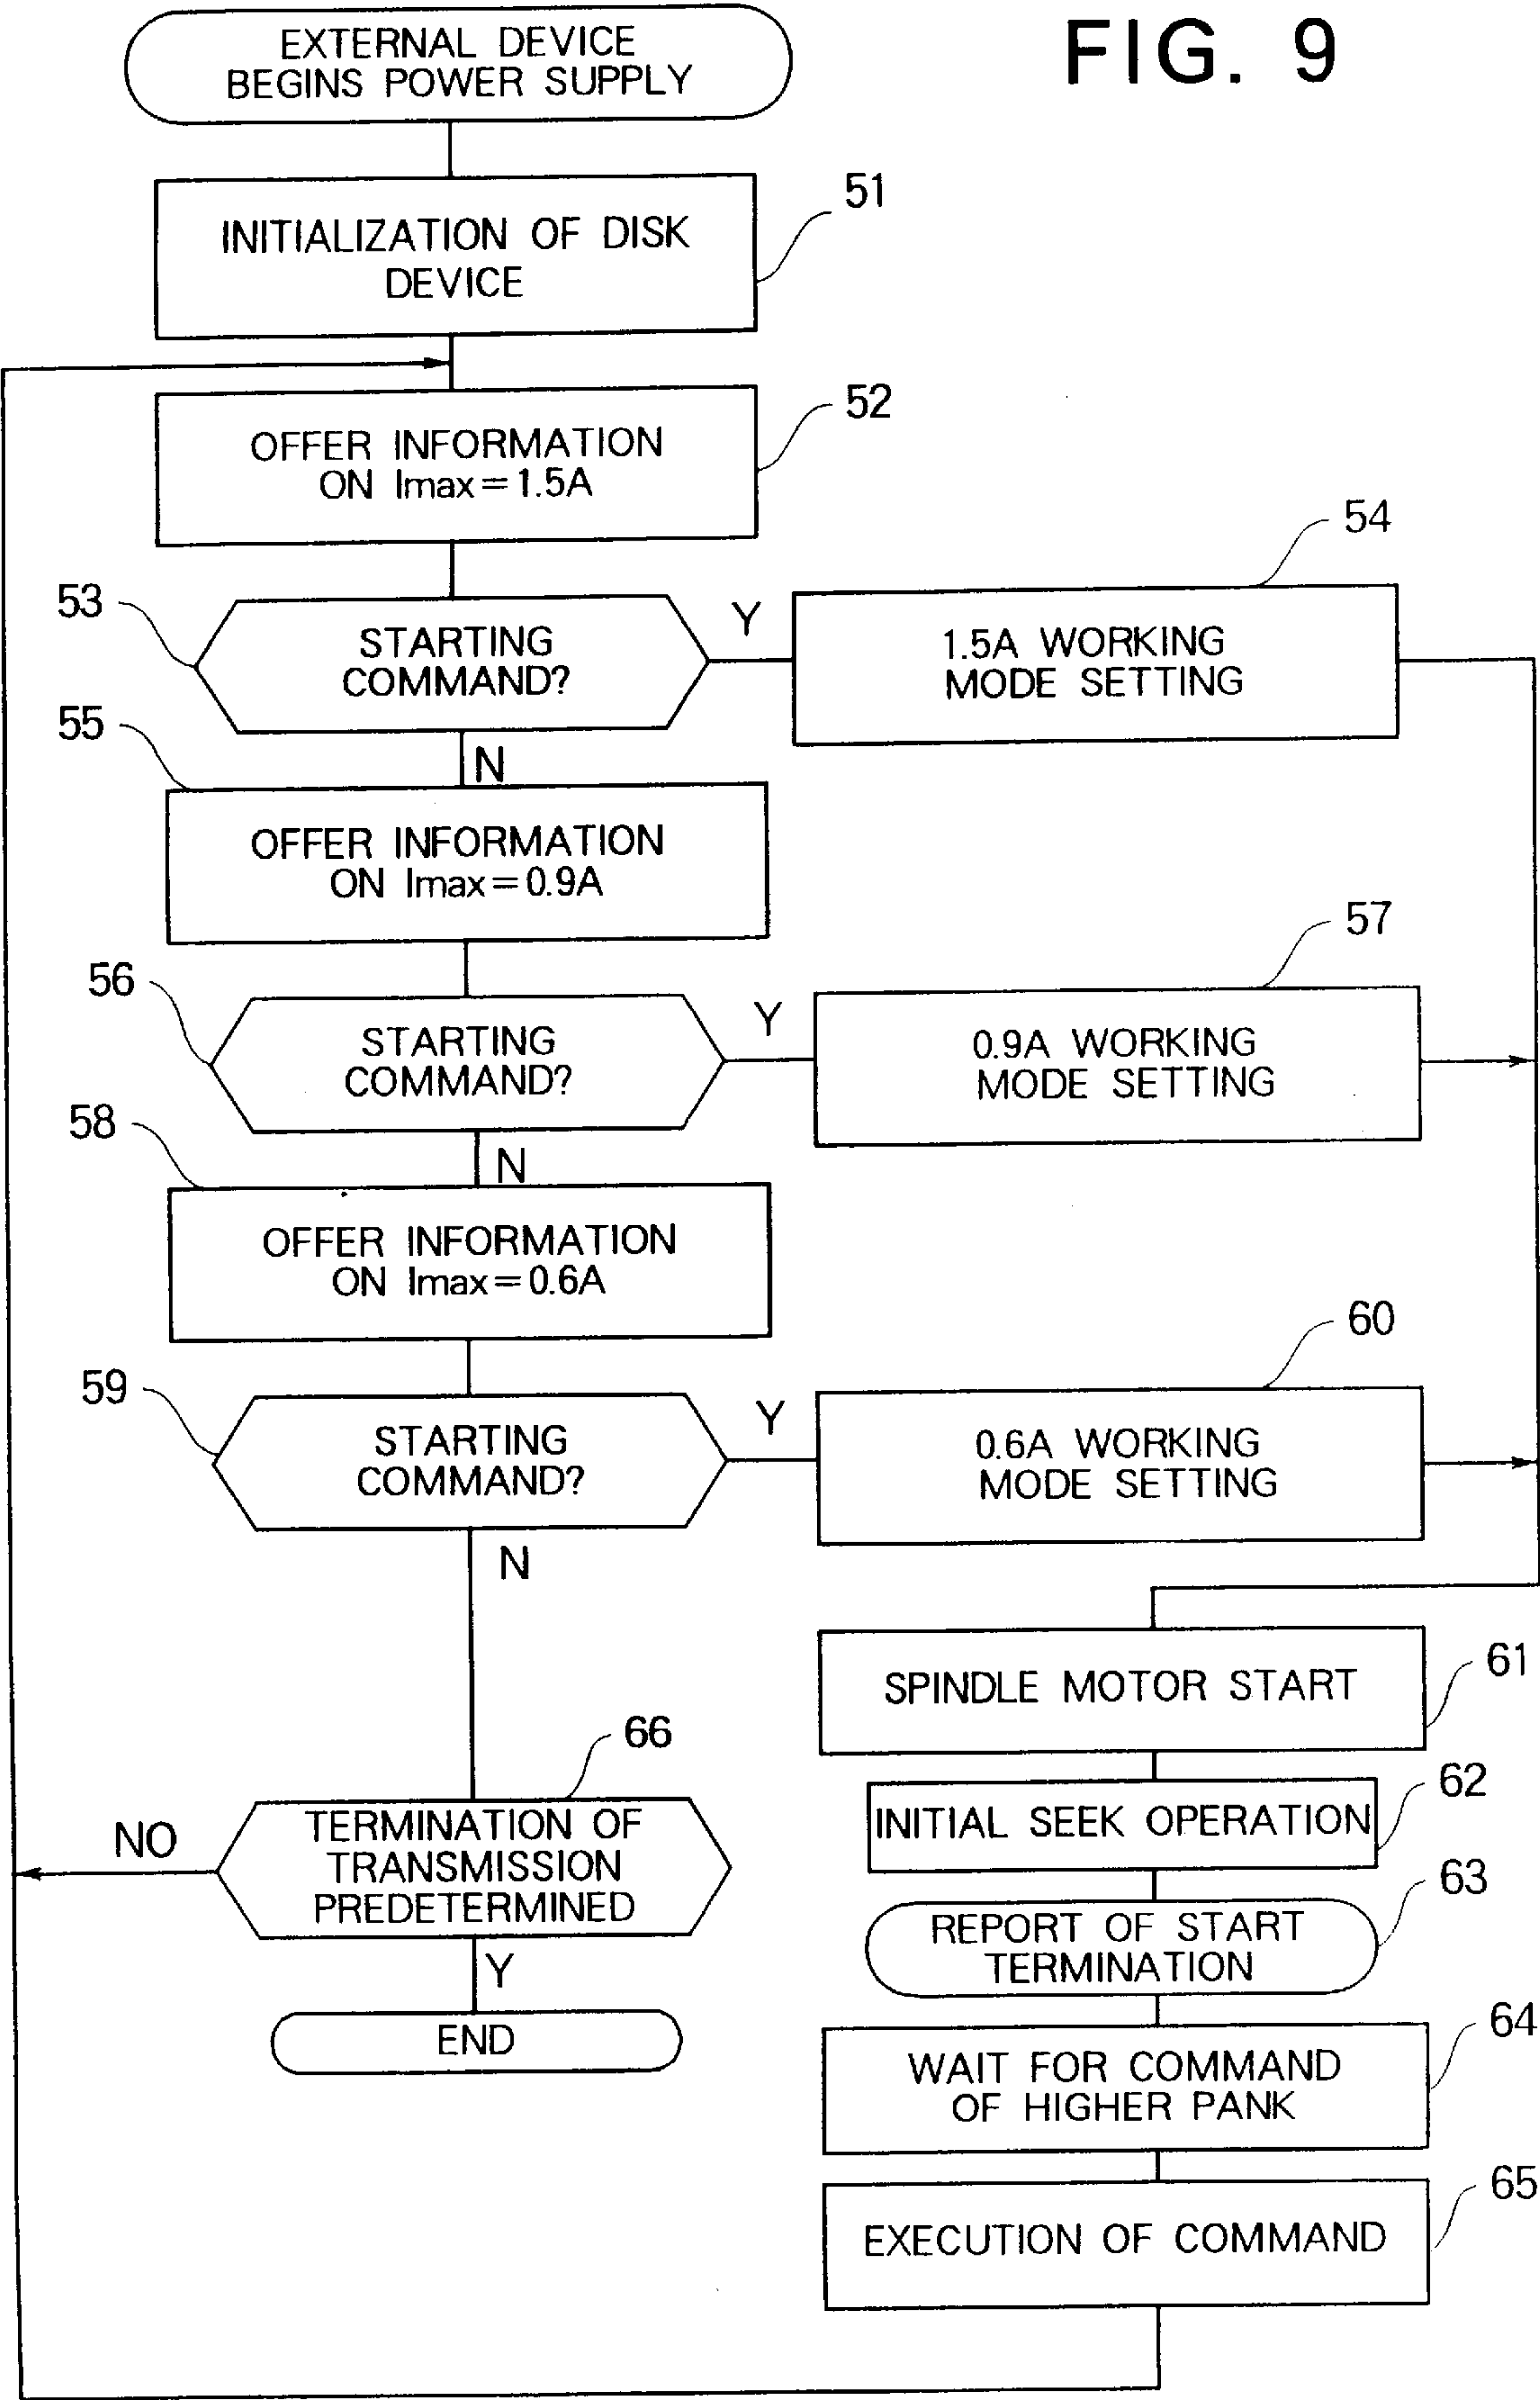 FIG. 9
EXTERNAL DEVICE
BEGINS POWER SUPPLY
51
INITIALIZATION OF DISK
DEVICE
52
OFFER INFORMATION
ON Imax=1.5A
53
STARTING
COMMAND?
Y
54
1.5A WORKING
MODE SETTING
N
55
OFFER INFORMATION
ON Imax=0.9A
56
STARTING
COMMAND?
Y
57
0.9A WORKING
MODE SETTING
N
58
OFFER INFORMATION
ON Imax=0.6A
59
STARTING
COMMAND?
Y
60
0.6A WORKING
MODE SETTING
N
66
TERMINATION OF
TRANSMISSION
PREDETERMINED
NO
Y
END
SPINDLE MOTOR START
61
INITIAL SEEK OPERATION
62
REPORT OF START
TERMINATION
63
WAIT FOR COMMAND
OF HIGHER PANK
64
EXECUTION OF COMMAND
65